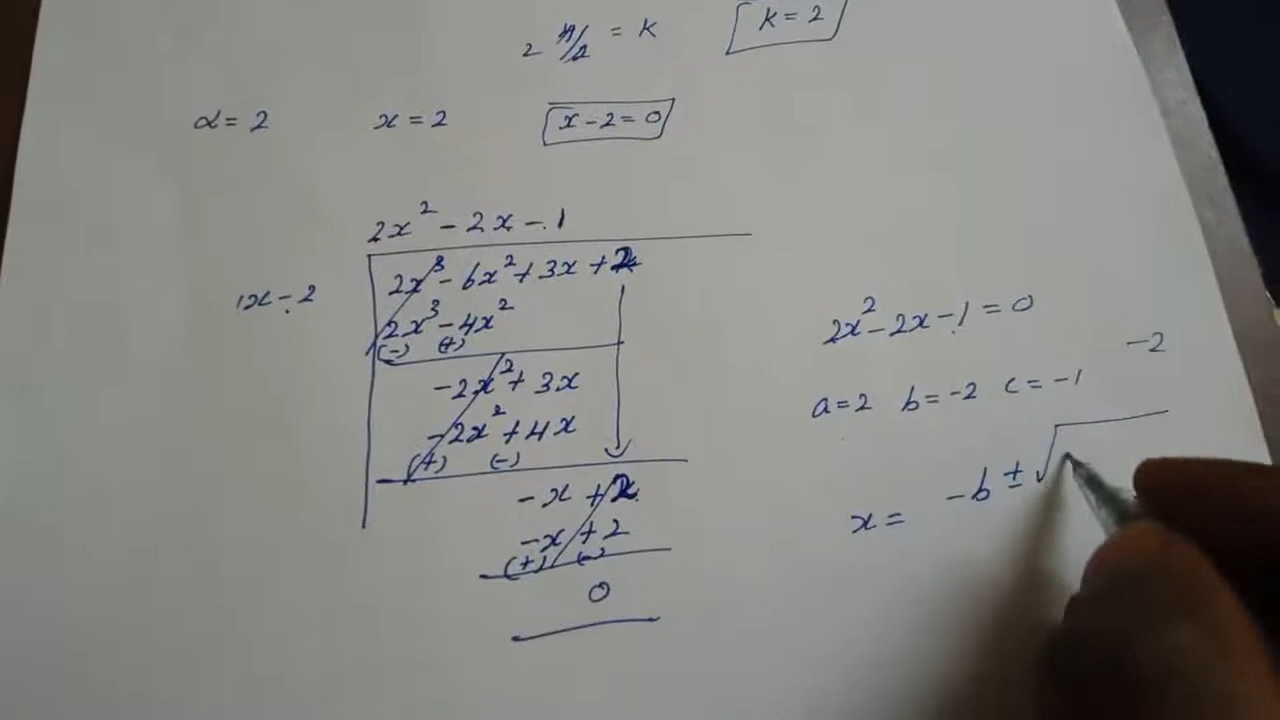 2 4/2 = k k = 2
α = 2 x = 2 x - 2 = 0
2x² - 2x - 1
x - 2 2x³ - 6x² + 3x + 2
2x³ - 4x²
(-) (+)
-2x² + 3x
-2x² + 4x
(+) (-)
-x + 2
-x + 2
(+) (-)
0
2x² - 2x - 1 = 0
-2
a = 2 b = -2 c = -1
x = -b ± √